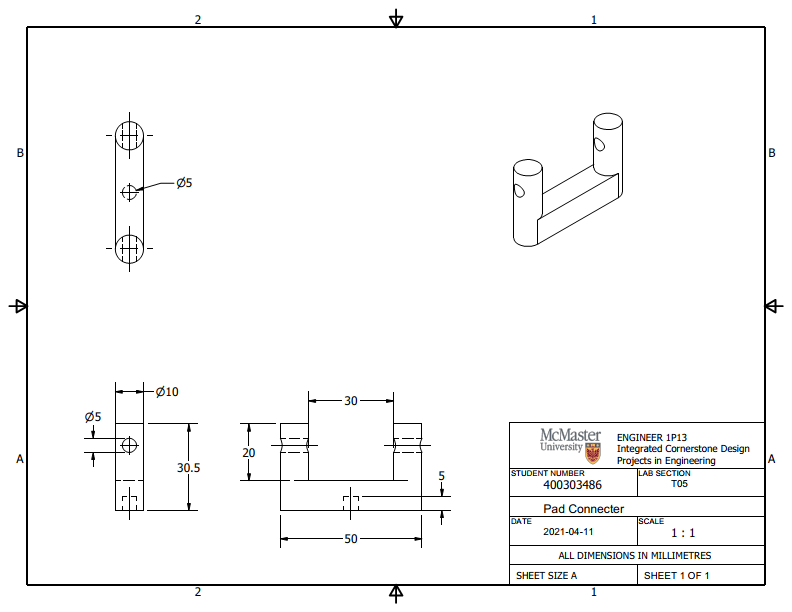 2
1
B
B
Ø5
Ø10
Ø5
30
20
30.5
5
50
A
A
McMaster
University
ENGINEER 1P13
Integrated Cornerstone Design
Projects in Engineering
STUDENT NUMBER
400303486
LAB SECTION
T05
Pad Connecter
DATE
2021-04-11
SCALE
1 : 1
ALL DIMENSIONS IN MILLIMETRES
SHEET SIZE A
SHEET 1 OF 1
2
1